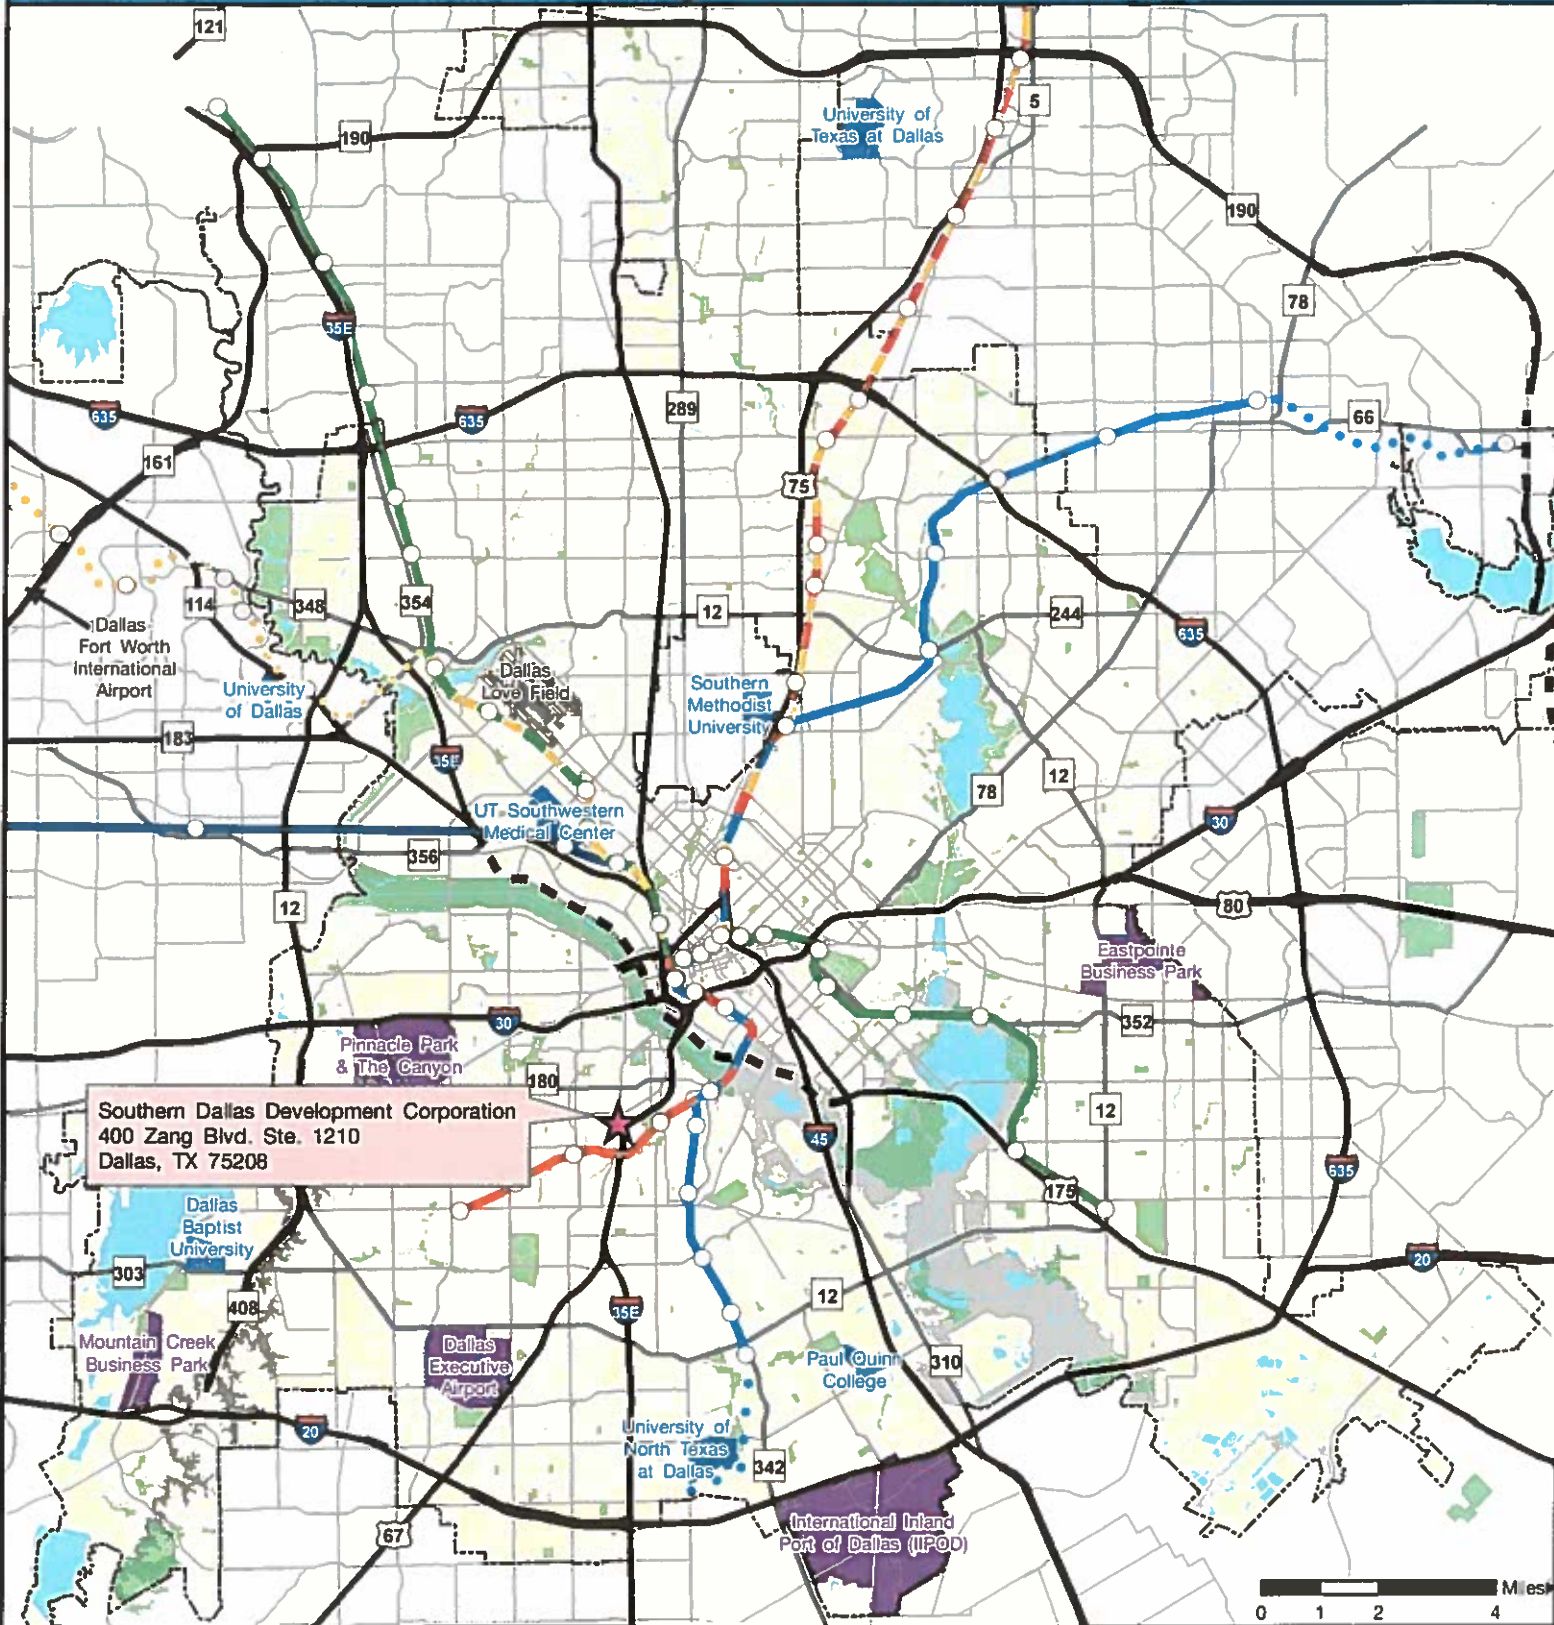 121
5
190
University of
Texas at Dallas
190
78
35E
635
635
289
66
161
75
114
348
354
12
244
635
Dallas
Fort Worth
International
Airport
University
of Dallas
Dallas
Love Field
Southern
Methodist
University
183
35E
12
78
UT Southwestern
Medical Center
30
356
12
80
Eastpointe
Business Park
30
352
Pinnacle Park
& The Canyon
180
12
Southern Dallas Development Corporation
400 Zang Blvd. Ste. 1210
Dallas, TX 75208
45
635
175
Dallas
Baptist
University
303
20
408
35E
12
Mountain Creek
Business Park
Dallas
Executive
Airport
Paul Quinn
College
310
20
University of
North Texas
at Dallas
342
67
International Inland
Port of Dallas (IIPOD)
Miles
0 1 2 4